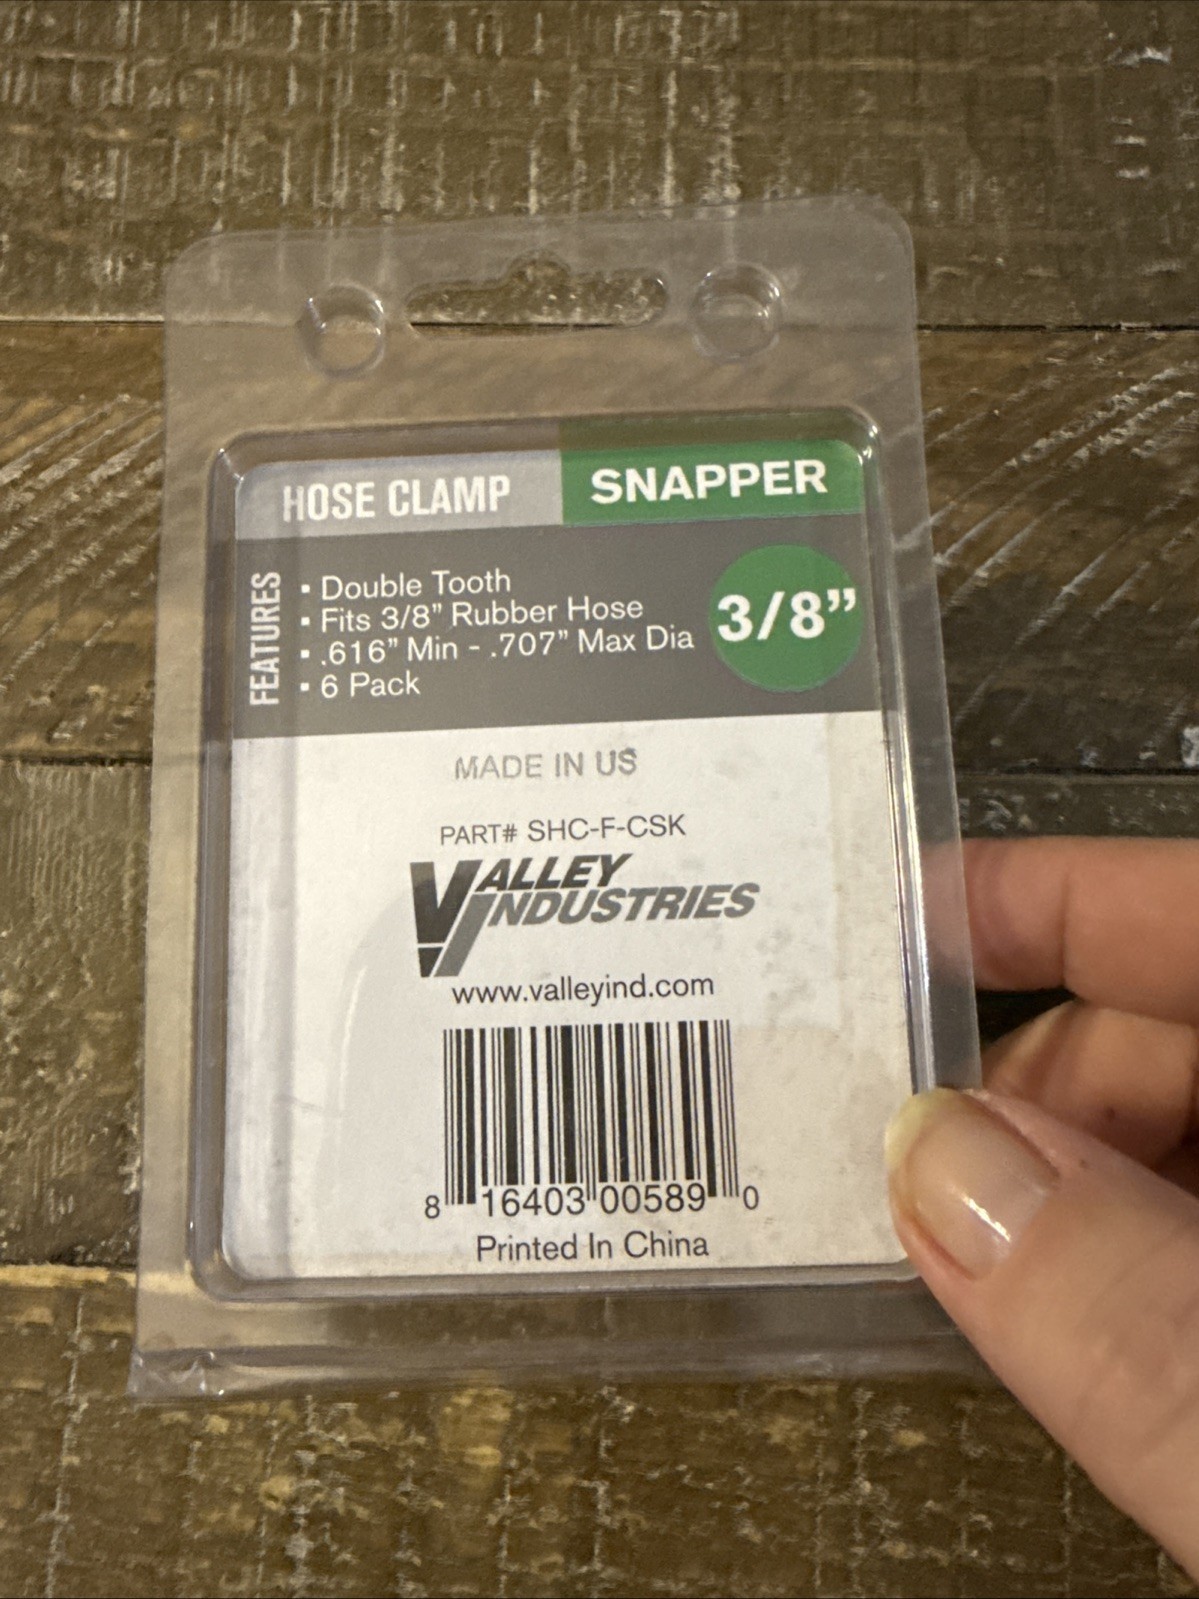 HOSE CLAMP SNAPPER
FEATURES
▪ Double Tooth
▪ Fits 3/8" Rubber Hose
▪ .616" Min - .707" Max Dia
▪ 6 Pack
3/8"
MADE IN US
PART# SHC-F-CSK
VALLEY
INDUSTRIES
www.valleyind.com
8 16403 00589 0
Printed In China